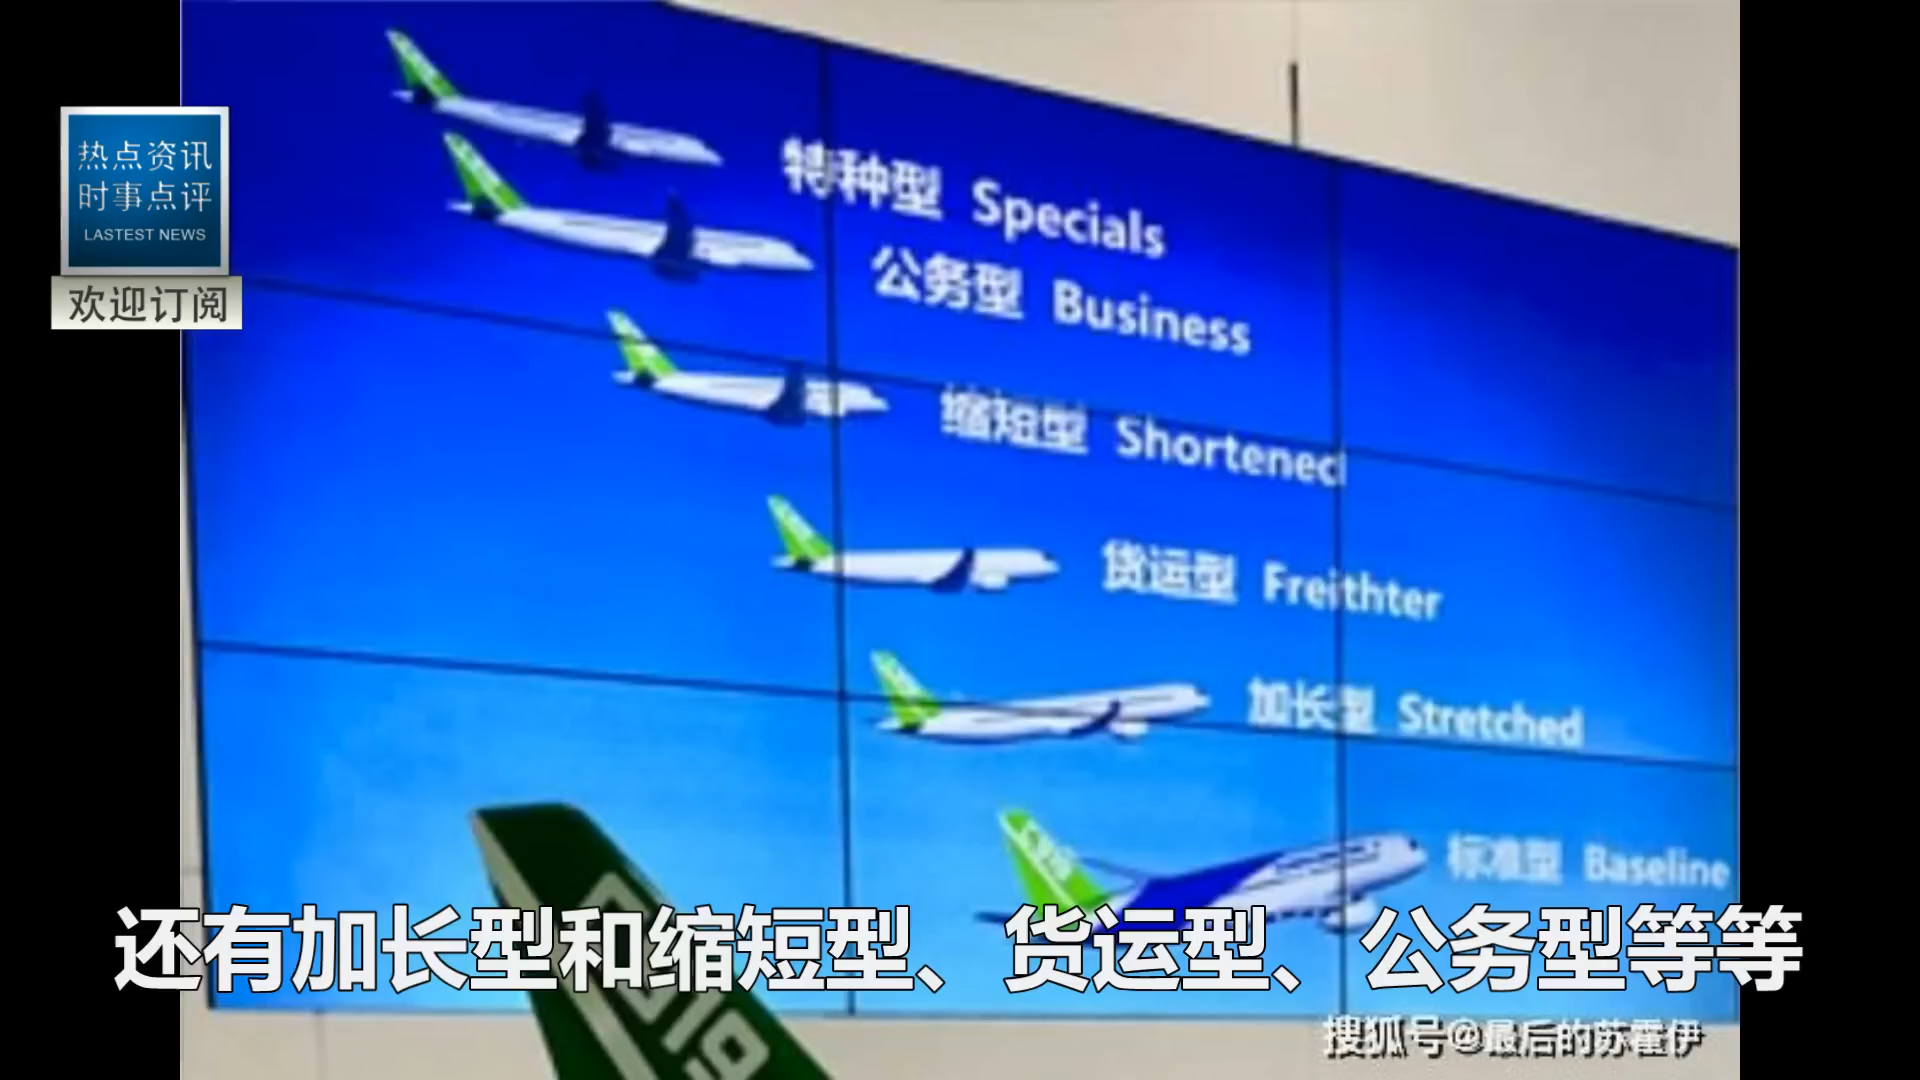 热点资讯
时事点评
LASTEST NEWS
欢迎订阅
特种型 Specials
公务型 Business
缩短型 Shortened
货运型 Freithter
加长型 Stretched
标准型 Baseline
C919
还有加长型和缩短型、货运型、公务型等等
搜狐号@最后的苏霍伊